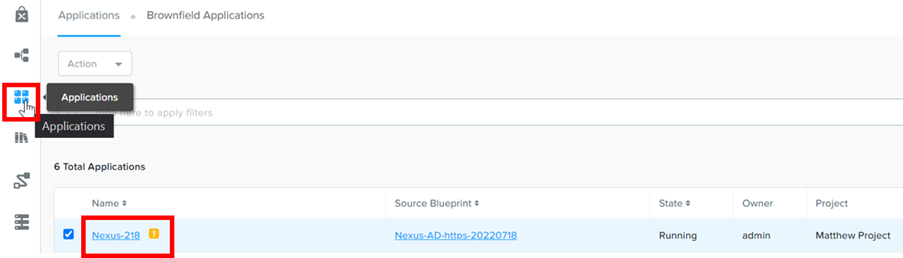 Applications Brownfield Applications
Action
Applications
here to apply filters
Applications
6 Total Applications
Name Source Blueprint State Owner Project
Nexus-218 Nexus-AD-https-20220718 Running admin Matthew Project